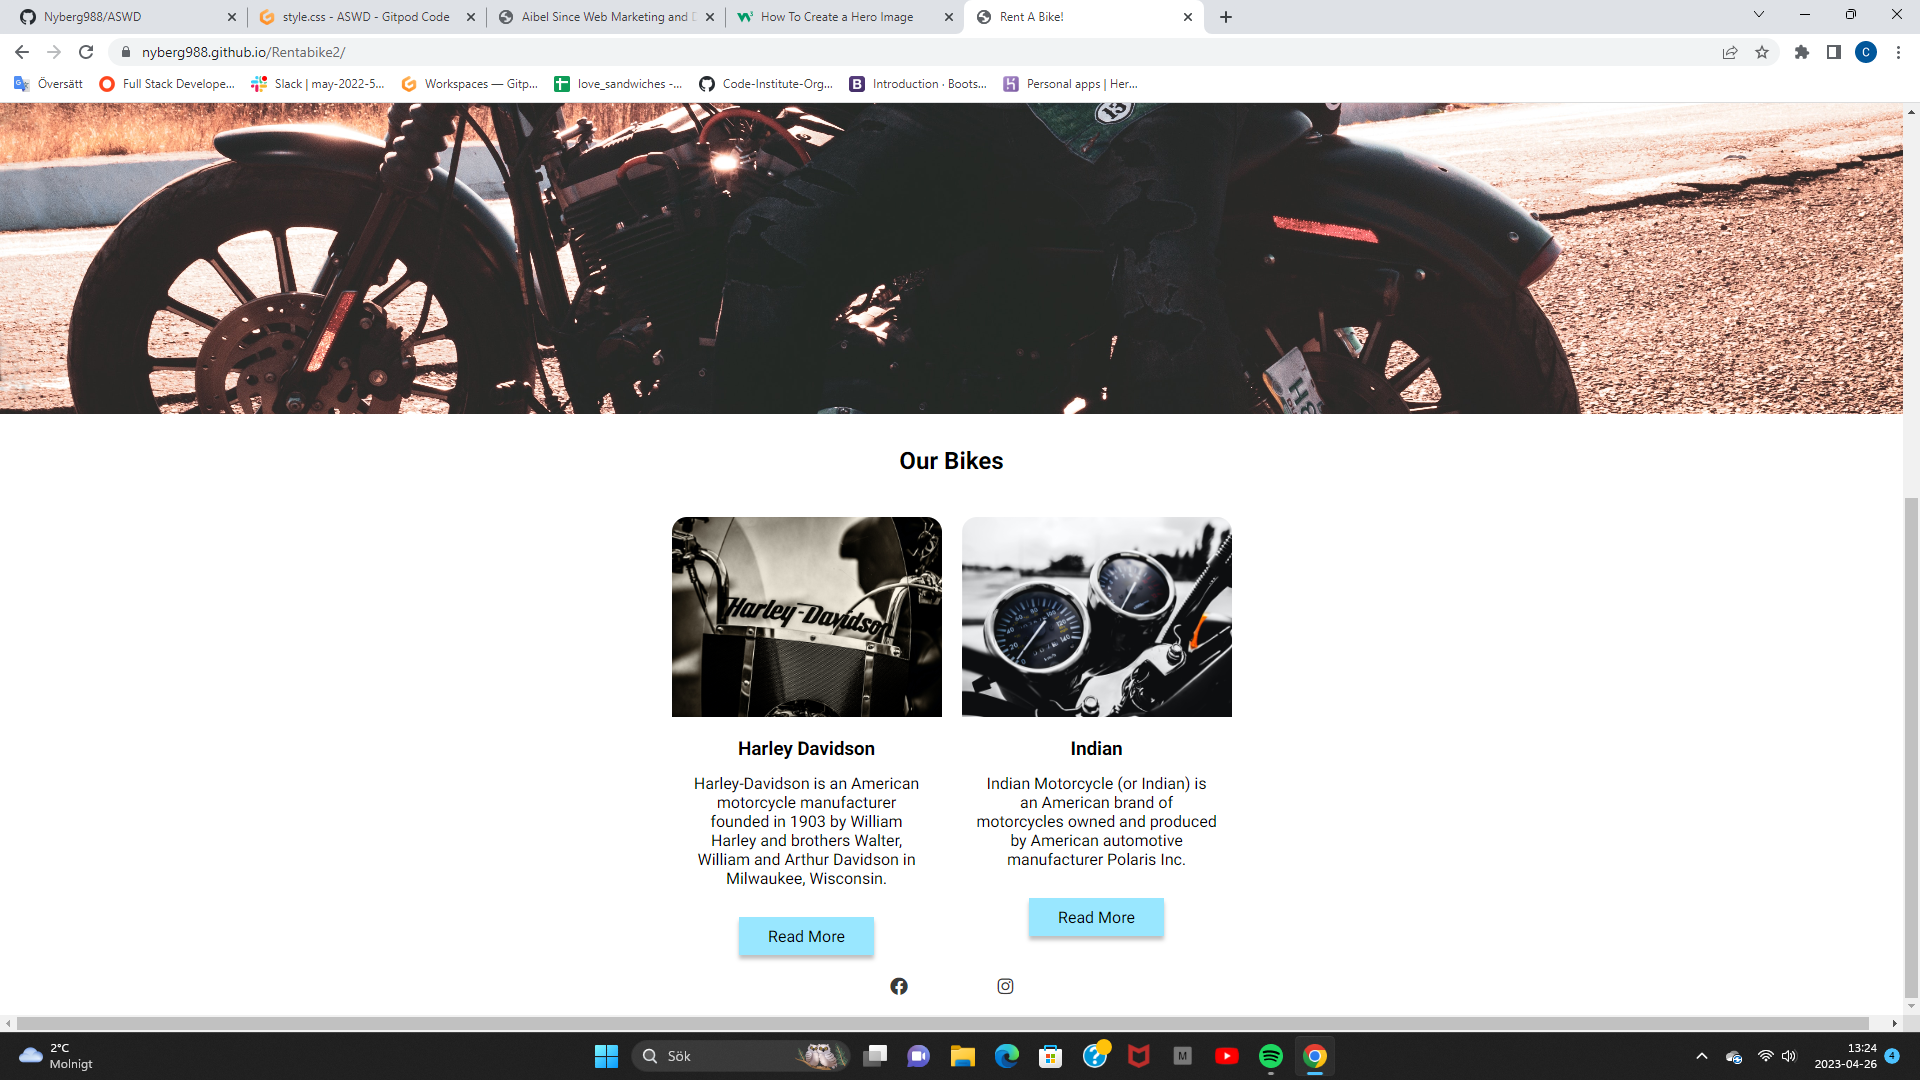 Nyberg988/ASWD
style.css - ASWD - Gitpod Code
Aibel Since Web Marketing and D
How To Create a Hero Image
Rent A Bike!
nyberg988.github.io/Rentabike2/
C
Översätt
Full Stack Develope...
Slack | may-2022-5...
Workspaces — Gitp...
love_sandwiches -...
Code-Institute-Org...
Introduction · Boots...
Personal apps | Her...
13
Our Bikes
Harley-Davidson
Harley Davidson
Harley-Davidson is an American
motorcycle manufacturer
founded in 1903 by William
Harley and brothers Walter,
William and Arthur Davidson in
Milwaukee, Wisconsin.
Read More
Indian
Indian Motorcycle (or Indian) is
an American brand of
motorcycles owned and produced
by American automotive
manufacturer Polaris Inc.
Read More
2°C
Molnigt
Sök
13:24
2023-04-26
4